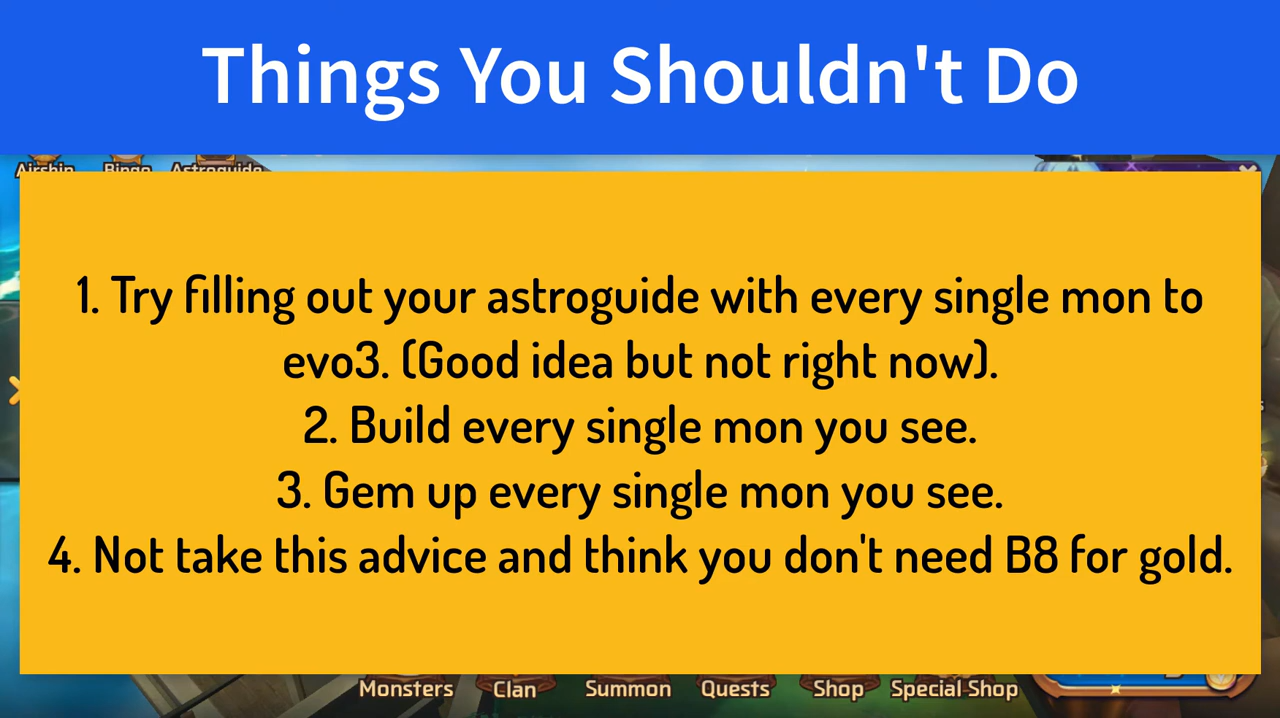 Things You Shouldn't Do
Airship Bingo Astroguide
1. Try filling out your astroguide with every single mon to
evo3. (Good idea but not right now).
2. Build every single mon you see.
3. Gem up every single mon you see.
4. Not take this advice and think you don't need B8 for gold.
Monsters Clan Summon Quests Shop Special Shop